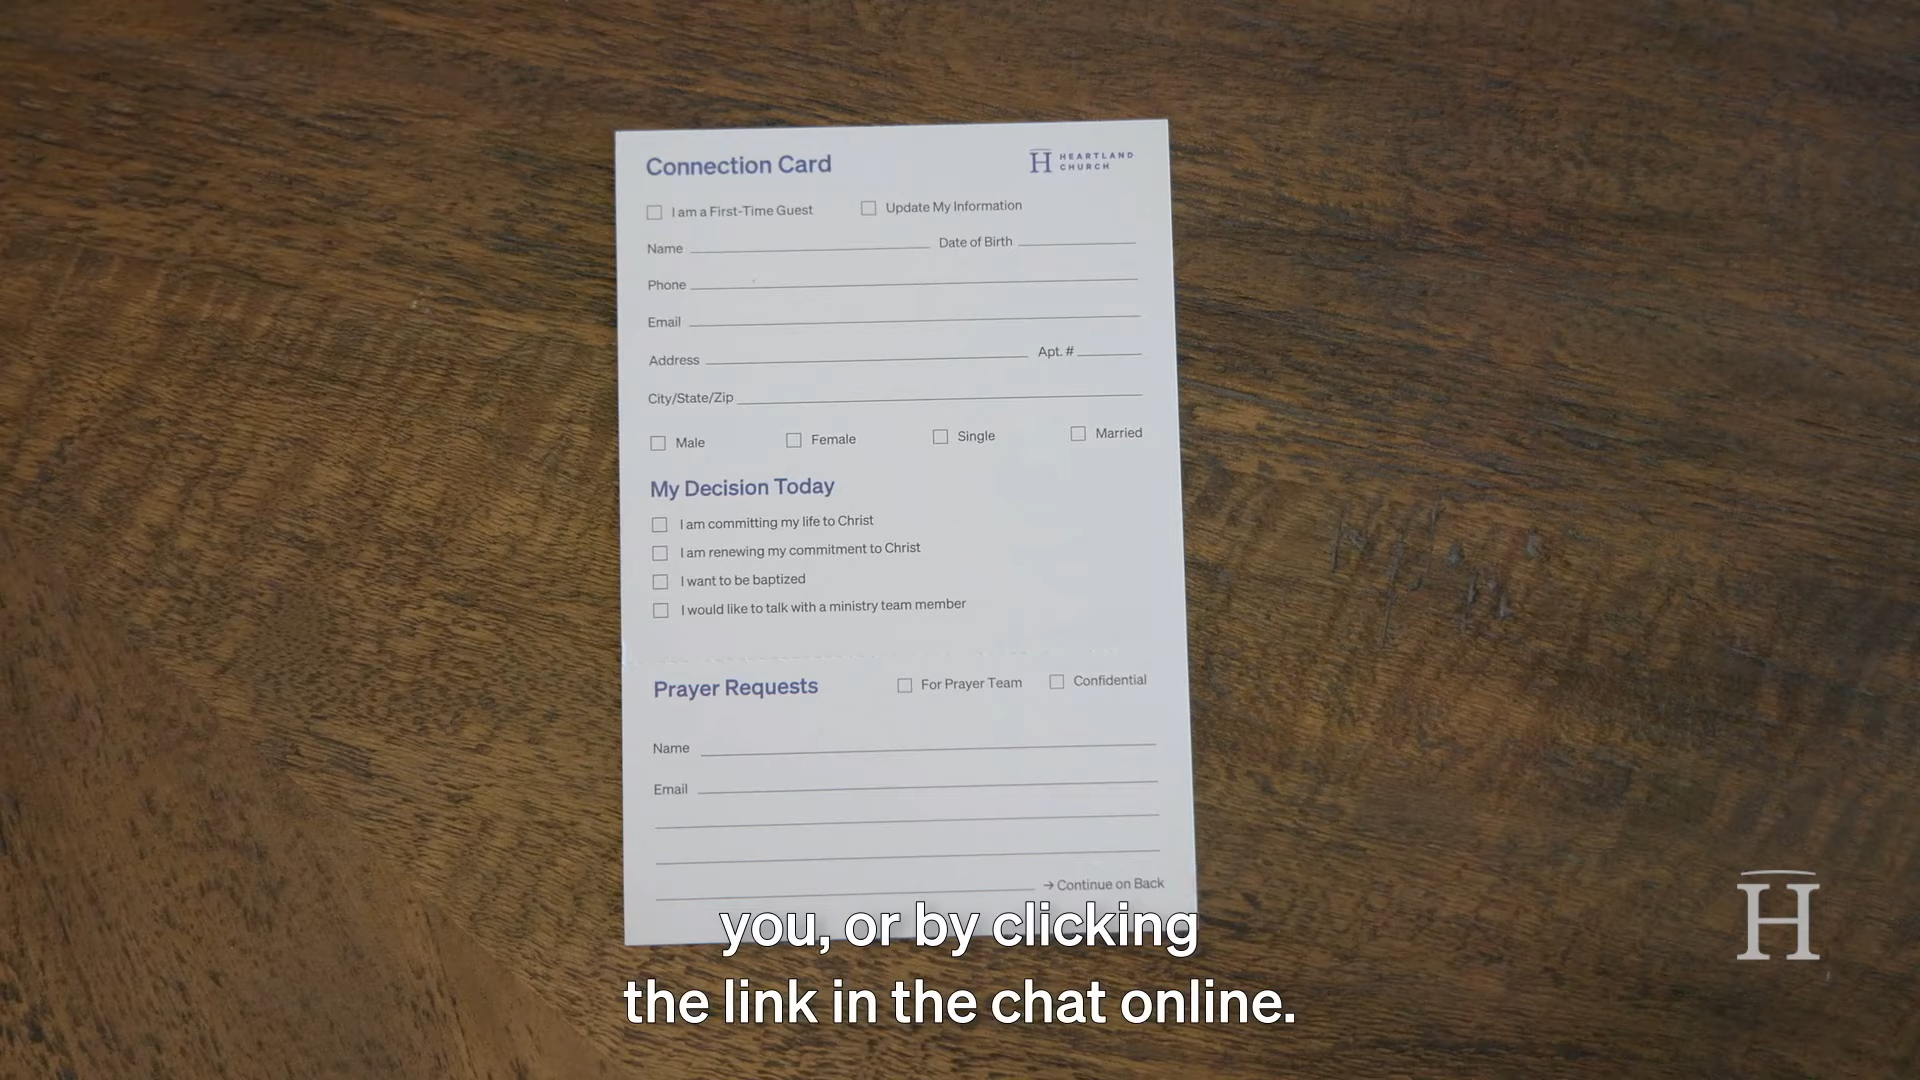 Connection Card
H HEARTLAND CHURCH
I am a First-Time Guest Update My Information
Name Date of Birth
Phone
Email
Address Apt. #
City/State/Zip
Male Female Single Married
My Decision Today
I am committing my life to Christ
I am renewing my commitment to Christ
I want to be baptized
I would like to talk with a ministry team member
Prayer Requests For Prayer Team Confidential
Name
Email
→ Continue on Back
you, or by clicking
the link in the chat online.
H